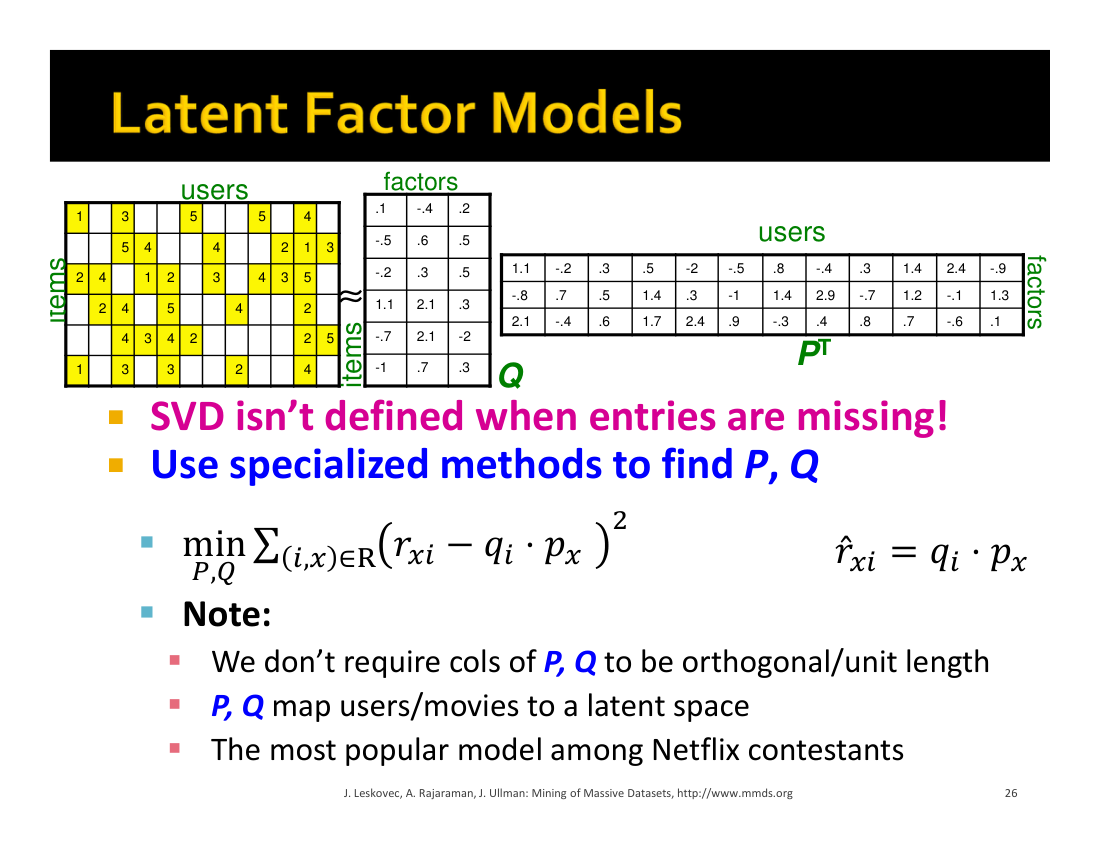 Latent Factor Models
users
factors
items
1 3 5 5 4
5 4 4 2 1 3
2 4 1 2 3 4 3 5
2 4 5 4 2
4 3 4 2 2 5
1 3 3 2 4
≈
items
.1 -.4 .2
-.5 .6 .5
-.2 .3 .5
1.1 2.1 .3
-.7 2.1 -2
-1 .7 .3
Q
users
1.1 -.2 .3 .5 -2 -.5 .8 -.4 .3 1.4 2.4 -.9
-.8 .7 .5 1.4 .3 -1 1.4 2.9 -.7 1.2 -.1 1.3
2.1 -.4 .6 1.7 2.4 .9 -.3 .4 .8 .7 -.6 .1
factors
Pᵀ
SVD isn’t defined when entries are missing!
Use specialized methods to find P, Q
min_{P,Q} ∑_{(i,x)∈R} (r_{xi} − q_i · p_x)²
r̂_{xi} = q_i · p_x
Note:
We don’t require cols of P, Q to be orthogonal/unit length
P, Q map users/movies to a latent space
The most popular model among Netflix contestants
J. Leskovec, A. Rajaraman, J. Ullman: Mining of Massive Datasets, http://www.mmds.org
26